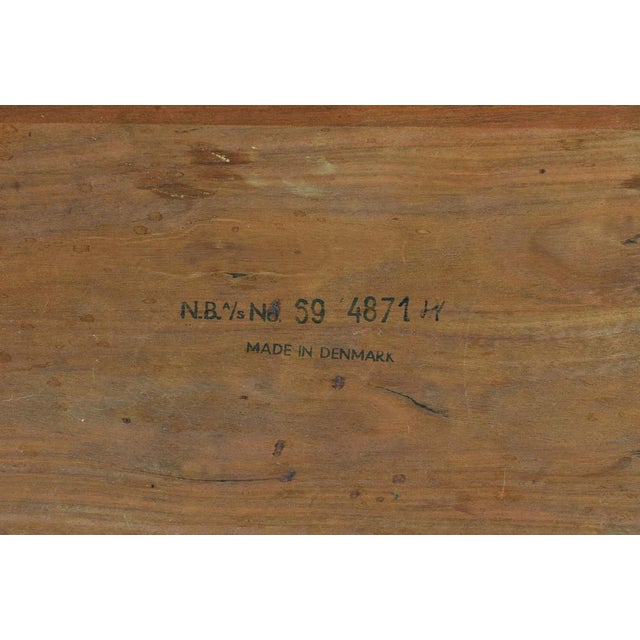 N.B. A/S No. 59 4871 H
MADE IN DENMARK